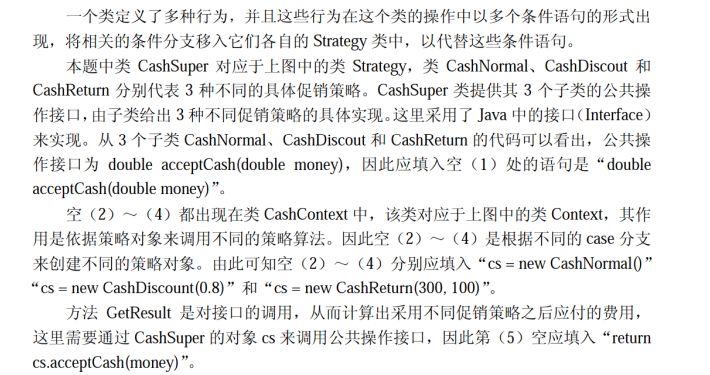 一个类定义了多种行为，并且这些行为在这个类的操作中以多个条件语句的形式出
现，将相关的条件分支移入它们各自的 Strategy 类中，以代替这些条件语句。
本题中类 CashSuper 对应于上图中的类 Strategy，类 CashNormal、CashDiscout 和
CashReturn 分别代表 3 种不同的具体促销策略。CashSuper 类提供其 3 个子类的公共操
作接口，由子类给出 3 种不同促销策略的具体实现。这里采用了 Java 中的接口（Interface）
来实现。从 3 个子类 CashNormal、CashDiscout 和 CashReturn 的代码可以看出，公共操
作接口为 double acceptCash(double money)，因此应填入空（1）处的语句是“double
acceptCash(double money)”。
空（2）～（4）都出现在类 CashContext 中，该类对应于上图中的类 Context，其作
用是依据策略对象来调用不同的策略算法。因此空（2）～（4）是根据不同的 case 分支
来创建不同的策略对象。由此可知空（2）～（4）分别应填入“cs = new CashNormal()”
“cs = new CashDiscount(0.8)”和“cs = new CashReturn(300, 100)”。
方法 GetResult 是对接口的调用，从而计算出采用不同促销策略之后应付的费用，
这里需要通过 CashSuper 的对象 cs 来调用公共操作接口，因此第（5）空应填入“return
cs.acceptCash(money)”。